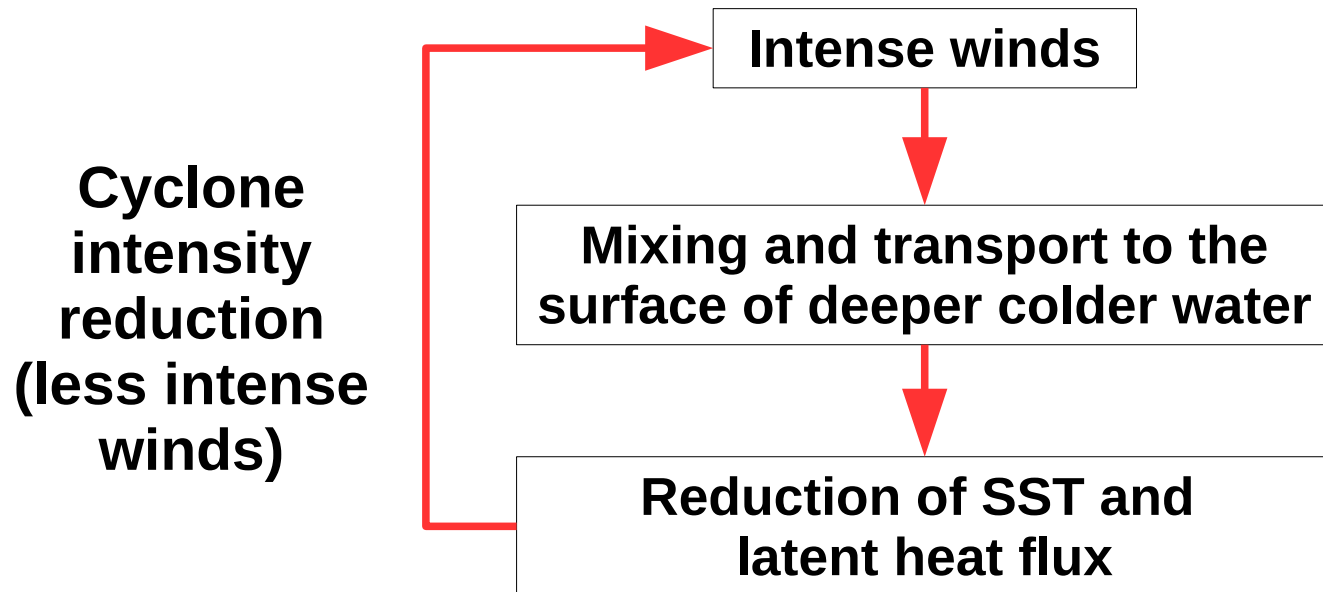 Intense winds
Cyclone
intensity
reduction
(less intense
winds)
Mixing and transport to the
surface of deeper colder water
Reduction of SST and
latent heat flux